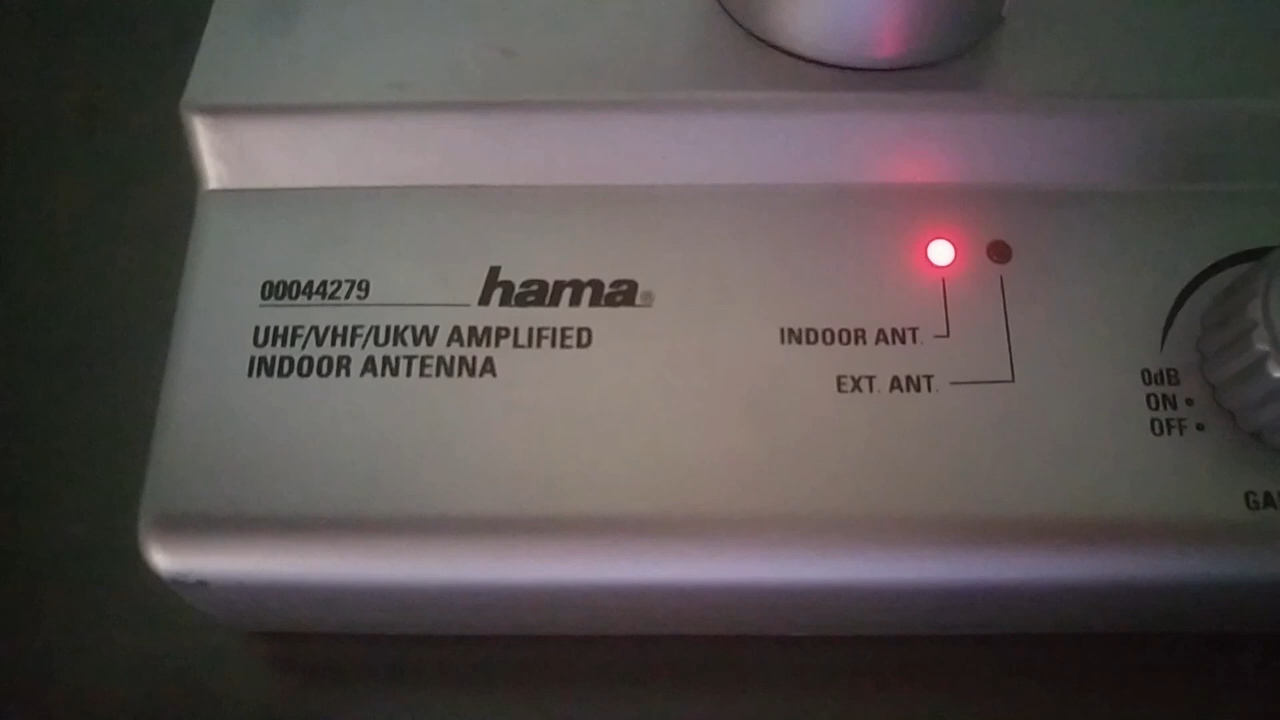 00044279 hama®
UHF/VHF/UKW AMPLIFIED
INDOOR ANTENNA
INDOOR ANT.
EXT. ANT.
0dB
ON
OFF